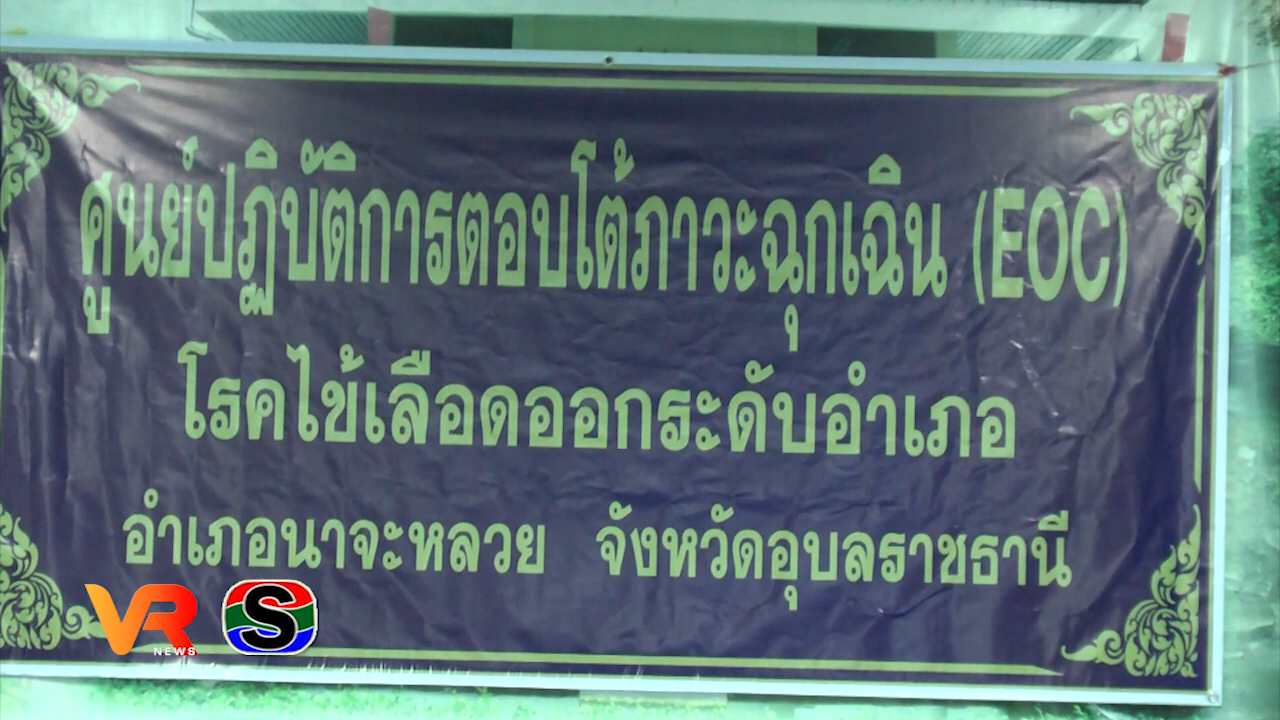 ศูนย์ปฏิบัติการตอบโต้ภาวะฉุกเฉิน (EOC)
โรคไข้เลือดออกระดับอำเภอ
อำเภอนาจะหลวย จังหวัดอุบลราชธานี
VR NEWS S